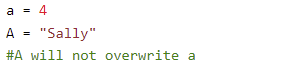 a = 4
A = "Sally"
#A will not overwrite a